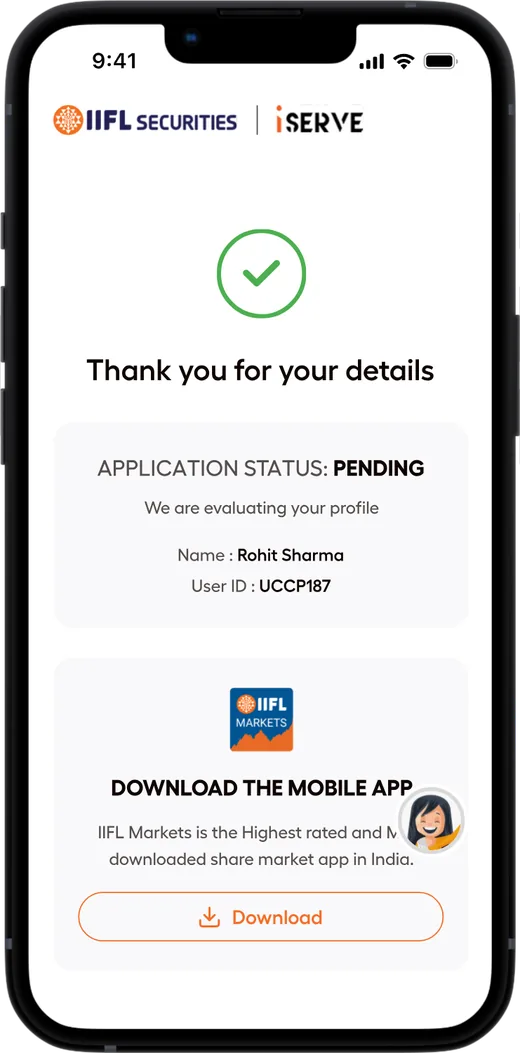 9:41
IIFL SECURITIES | iSERVE
Thank you for your details
APPLICATION STATUS: PENDING
We are evaluating your profile
Name : Rohit Sharma
User ID : UCCP187
IIFL
MARKETS
DOWNLOAD THE MOBILE APP
IIFL Markets is the Highest rated and
downloaded share market app in India.
Download